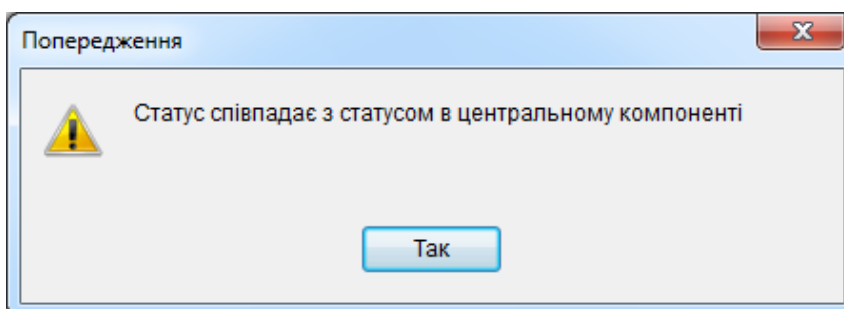 Попередження
Статус співпадає з статусом в центральному компоненті
Так